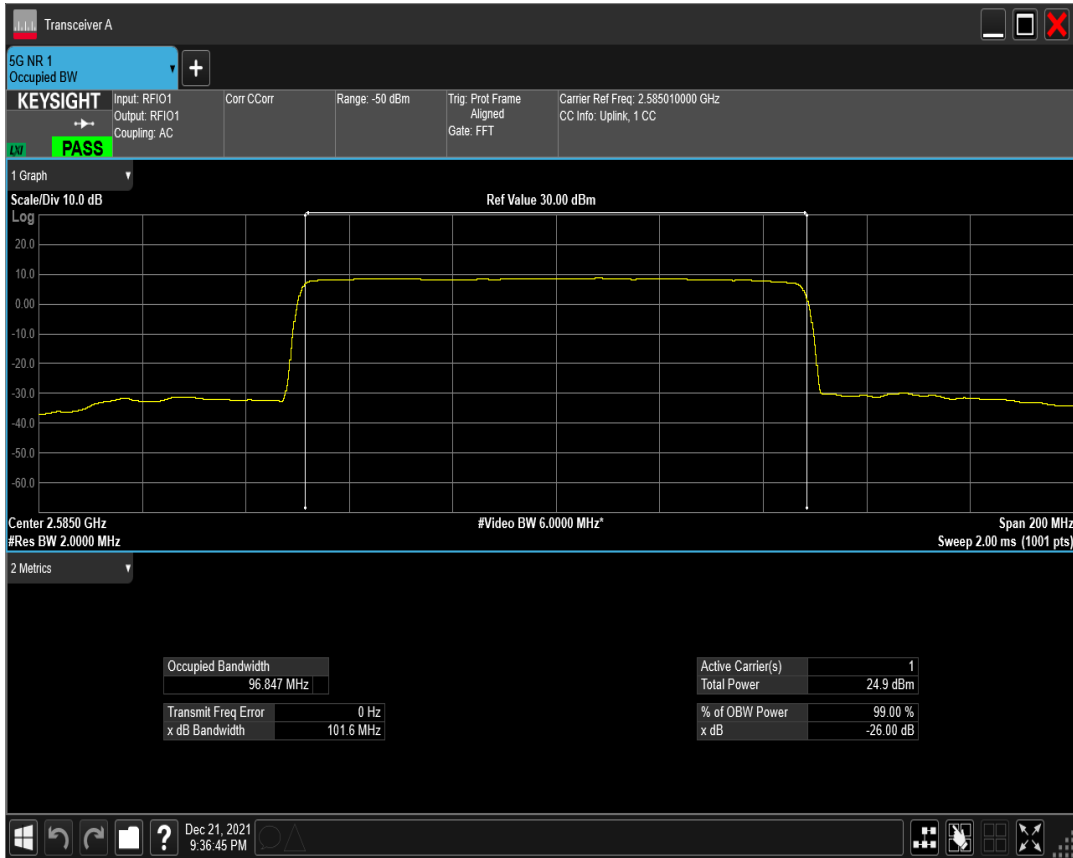 Transceiver A
5G NR 1
Occupied BW
KEYSIGHT
LXI
PASS
Input: RFIO1
Output: RFIO1
Coupling: AC
Corr CCorr
Range: -50 dBm
Trig: Prot Frame
Aligned
Gate: FFT
Carrier Ref Freq: 2.585010000 GHz
CC Info: Uplink, 1 CC
1 Graph
Scale/Div 10.0 dB
Ref Value 30.00 dBm
Log
20.0
10.0
0.00
-10.0
-20.0
-30.0
-40.0
-50.0
-60.0
Center 2.5850 GHz
#Video BW 6.0000 MHz*
Span 200 MHz
#Res BW 2.0000 MHz
Sweep 2.00 ms (1001 pts)
2 Metrics
Occupied Bandwidth
96.847 MHz
Transmit Freq Error 0 Hz
x dB Bandwidth 101.6 MHz
Active Carrier(s) 1
Total Power 24.9 dBm
% of OBW Power 99.00 %
x dB -26.00 dB
?
Dec 21, 2021
9:36:45 PM